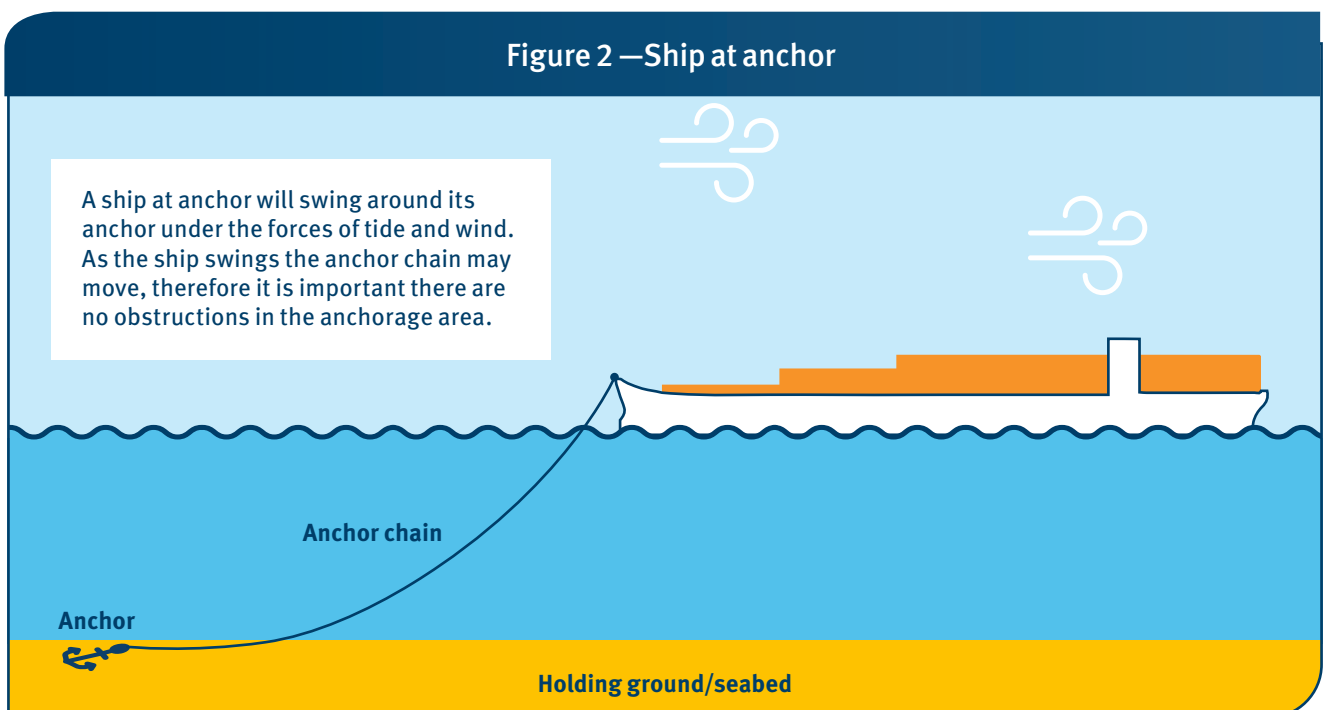 Figure 2 —Ship at anchor
A ship at anchor will swing around its
anchor under the forces of tide and wind.
As the ship swings the anchor chain may
move, therefore it is important there are
no obstructions in the anchorage area.
Anchor chain
Anchor
Holding ground/seabed